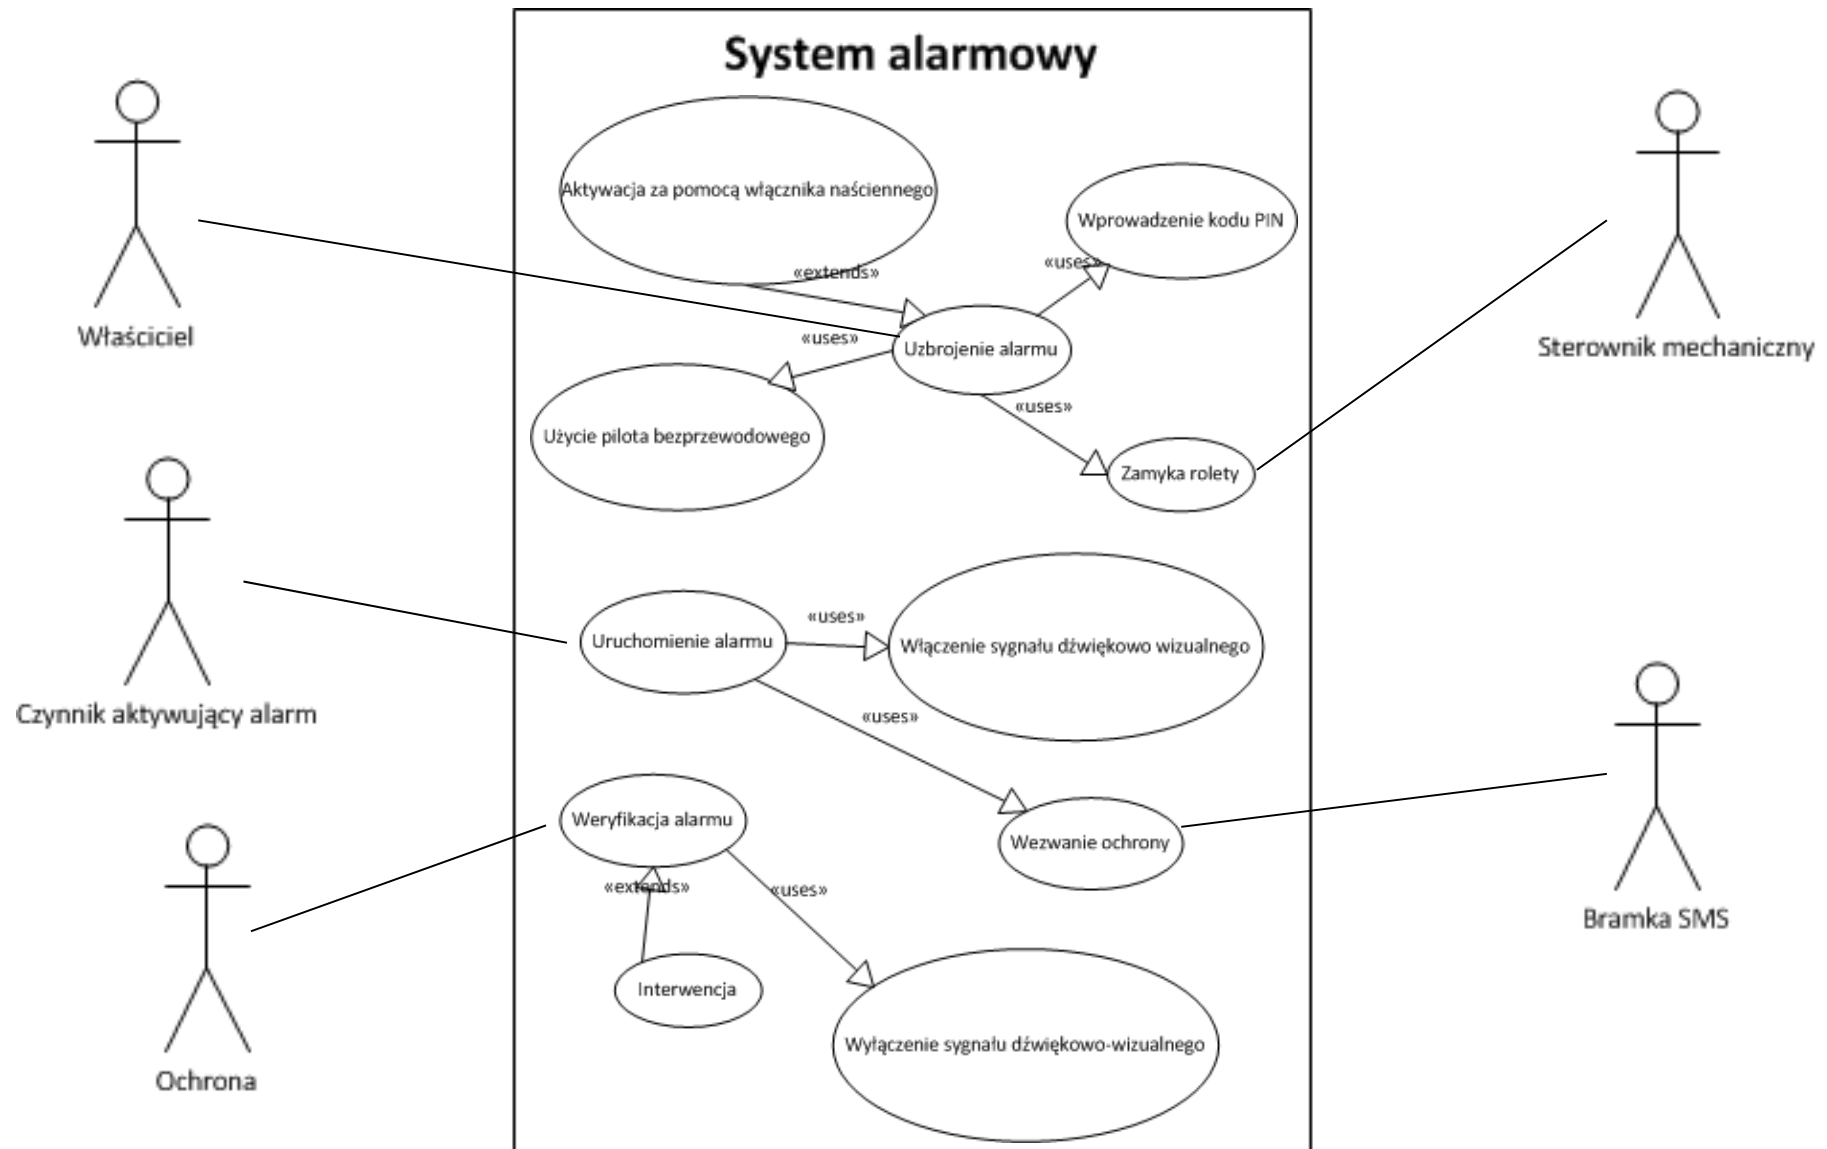 System alarmowy
Aktywacja za pomocą włącznika naściennego
Wprowadzenie kodu PIN
«extends»
«uses»
Właściciel
«uses»
Uzbrojenie alarmu
Sterownik mechaniczny
«uses»
Użycie pilota bezprzewodowego
Zamyka rolety
«uses»
Uruchomienie alarmu
Włączenie sygnału dźwiękowo wizualnego
Czynnik aktywujący alarm
«uses»
Weryfikacja alarmu
Wezwanie ochrony
«extends»
«uses»
Bramka SMS
Interwencja
Wyłączenie sygnału dźwiękowo-wizualnego
Ochrona